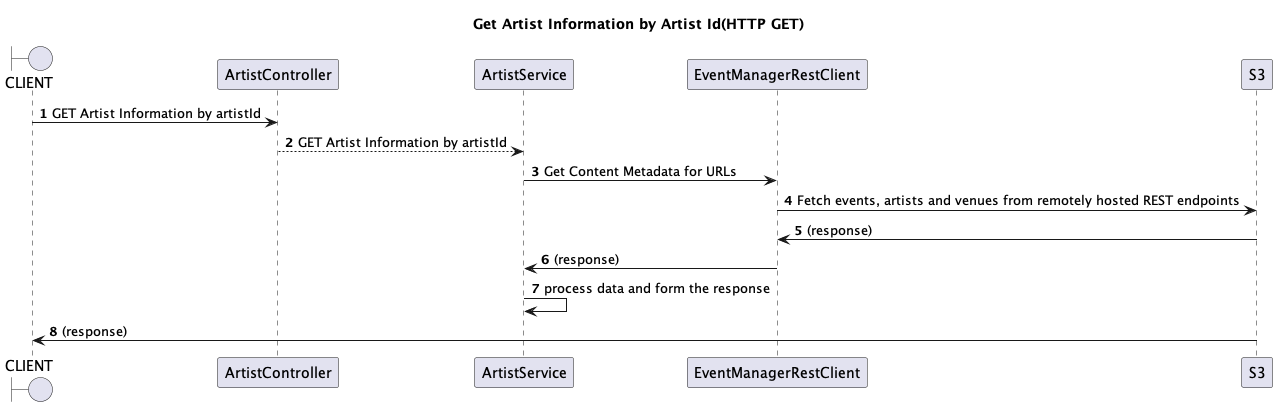 Get Artist Information by Artist Id(HTTP GET)
CLIENT
ArtistController
ArtistService
EventManagerRestClient
S3
1 GET Artist Information by artistId
2 GET Artist Information by artistId
3 Get Content Metadata for URLs
4 Fetch events, artists and venues from remotely hosted REST endpoints
5 (response)
6 (response)
7 process data and form the response
8 (response)
CLIENT
ArtistController
ArtistService
EventManagerRestClient
S3